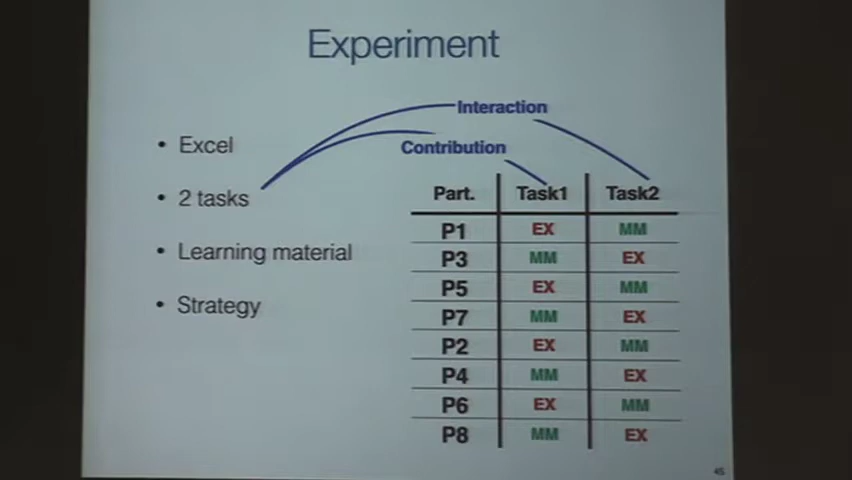 Experiment
• Excel
• 2 tasks
• Learning material
• Strategy
Interaction
Contribution
Part. Task1 Task2
P1 EX MM
P3 MM EX
P5 EX MM
P7 MM EX
P2 EX MM
P4 MM EX
P6 EX MM
P8 MM EX
45